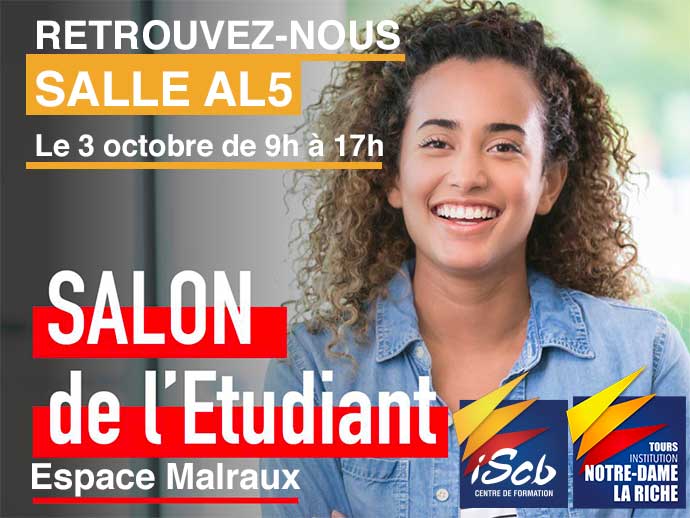 RETROUVEZ-NOUS
SALLE AL5
Le 3 octobre de 9h à 17h
SALON
de l'Etudiant
Espace Malraux
iScb
CENTRE DE FORMATION
TOURS
INSTITUTION
NOTRE-DAME
LA RICHE